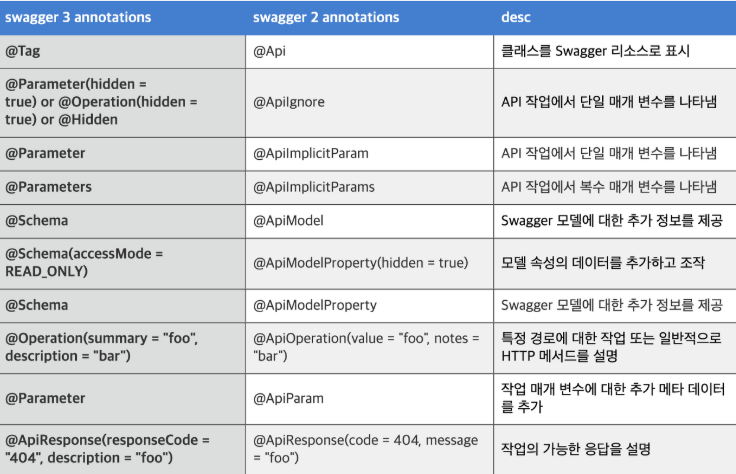 swagger 3 annotations swagger 2 annotations desc
@Tag @Api 클래스를 Swagger 리소스로 표시
@Parameter(hidden =
true) or @Operation(hidden =
true) or @Hidden
@ApiIgnore
API 작업에서 단일 매개 변수를 나타냄
@Parameter @ApiImplicitParam API 작업에서 단일 매개 변수를 나타냄
@Parameters @ApiImplicitParams API 작업에서 복수 매개 변수를 나타냄
@Schema @ApiModel Swagger 모델에 대한 추가 정보를 제공
@Schema(accessMode =
READ_ONLY)
@ApiModelProperty(hidden = true)
모델 속성의 데이터를 추가하고 조작
@Schema @ApiModelProperty Swagger 모델에 대한 추가 정보를 제공
@Operation(summary = "foo",
description = "bar")
@ApiOperation(value = "foo", notes =
"bar")
특정 경로에 대한 작업 또는 일반적으로
HTTP 메서드를 설명
@Parameter
@ApiParam
작업 매개 변수에 대한 추가 메타 데이터
를 추가
@ApiResponse(responseCode =
"404", description = "foo")
@ApiResponse(code = 404, message
= "foo")
작업의 가능한 응답을 설명